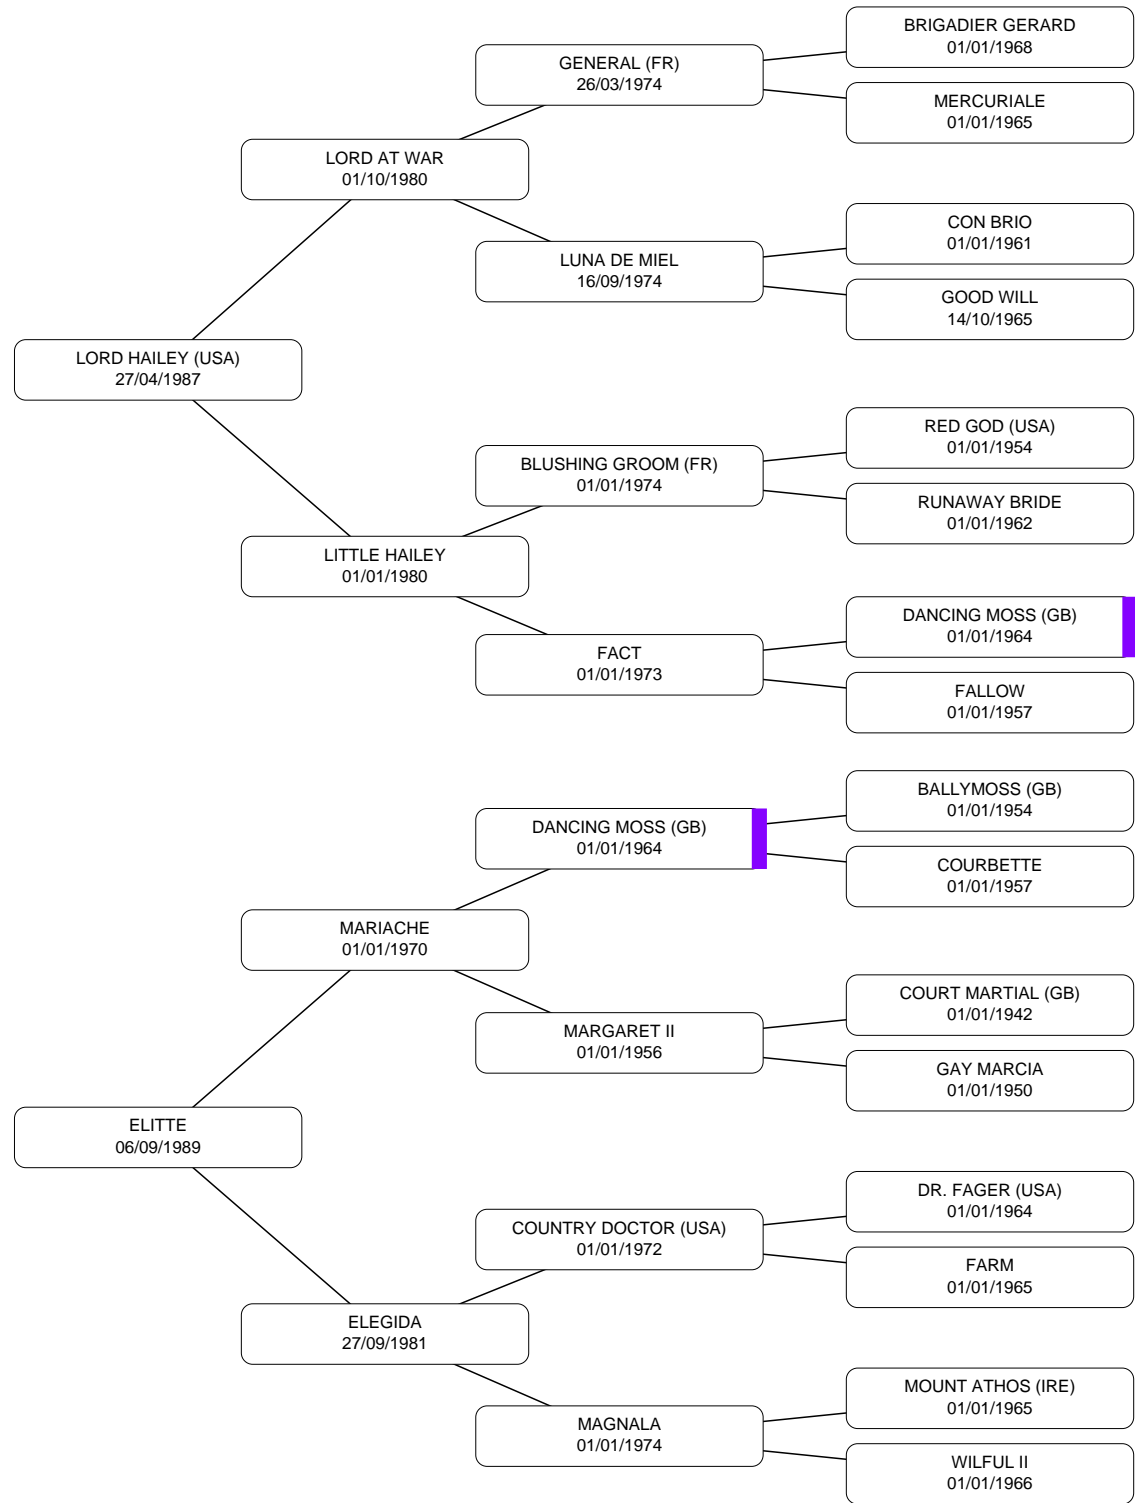 BRIGADIER GERARD
01/01/1968
GENERAL (FR)
26/03/1974
MERCURIALE
01/01/1965
LORD AT WAR
01/10/1980
CON BRIO
01/01/1961
LUNA DE MIEL
16/09/1974
GOOD WILL
14/10/1965
LORD HAILEY (USA)
27/04/1987
RED GOD (USA)
01/01/1954
BLUSHING GROOM (FR)
01/01/1974
RUNAWAY BRIDE
01/01/1962
LITTLE HAILEY
01/01/1980
DANCING MOSS (GB)
01/01/1964
FACT
01/01/1973
FALLOW
01/01/1957
BALLYMOSS (GB)
01/01/1954
DANCING MOSS (GB)
01/01/1964
COURBETTE
01/01/1957
MARIACHE
01/01/1970
COURT MARTIAL (GB)
01/01/1942
MARGARET II
01/01/1956
GAY MARCIA
01/01/1950
ELITTE
06/09/1989
DR. FAGER (USA)
01/01/1964
COUNTRY DOCTOR (USA)
01/01/1972
FARM
01/01/1965
ELEGIDA
27/09/1981
MOUNT ATHOS (IRE)
01/01/1965
MAGNALA
01/01/1974
WILFUL II
01/01/1966